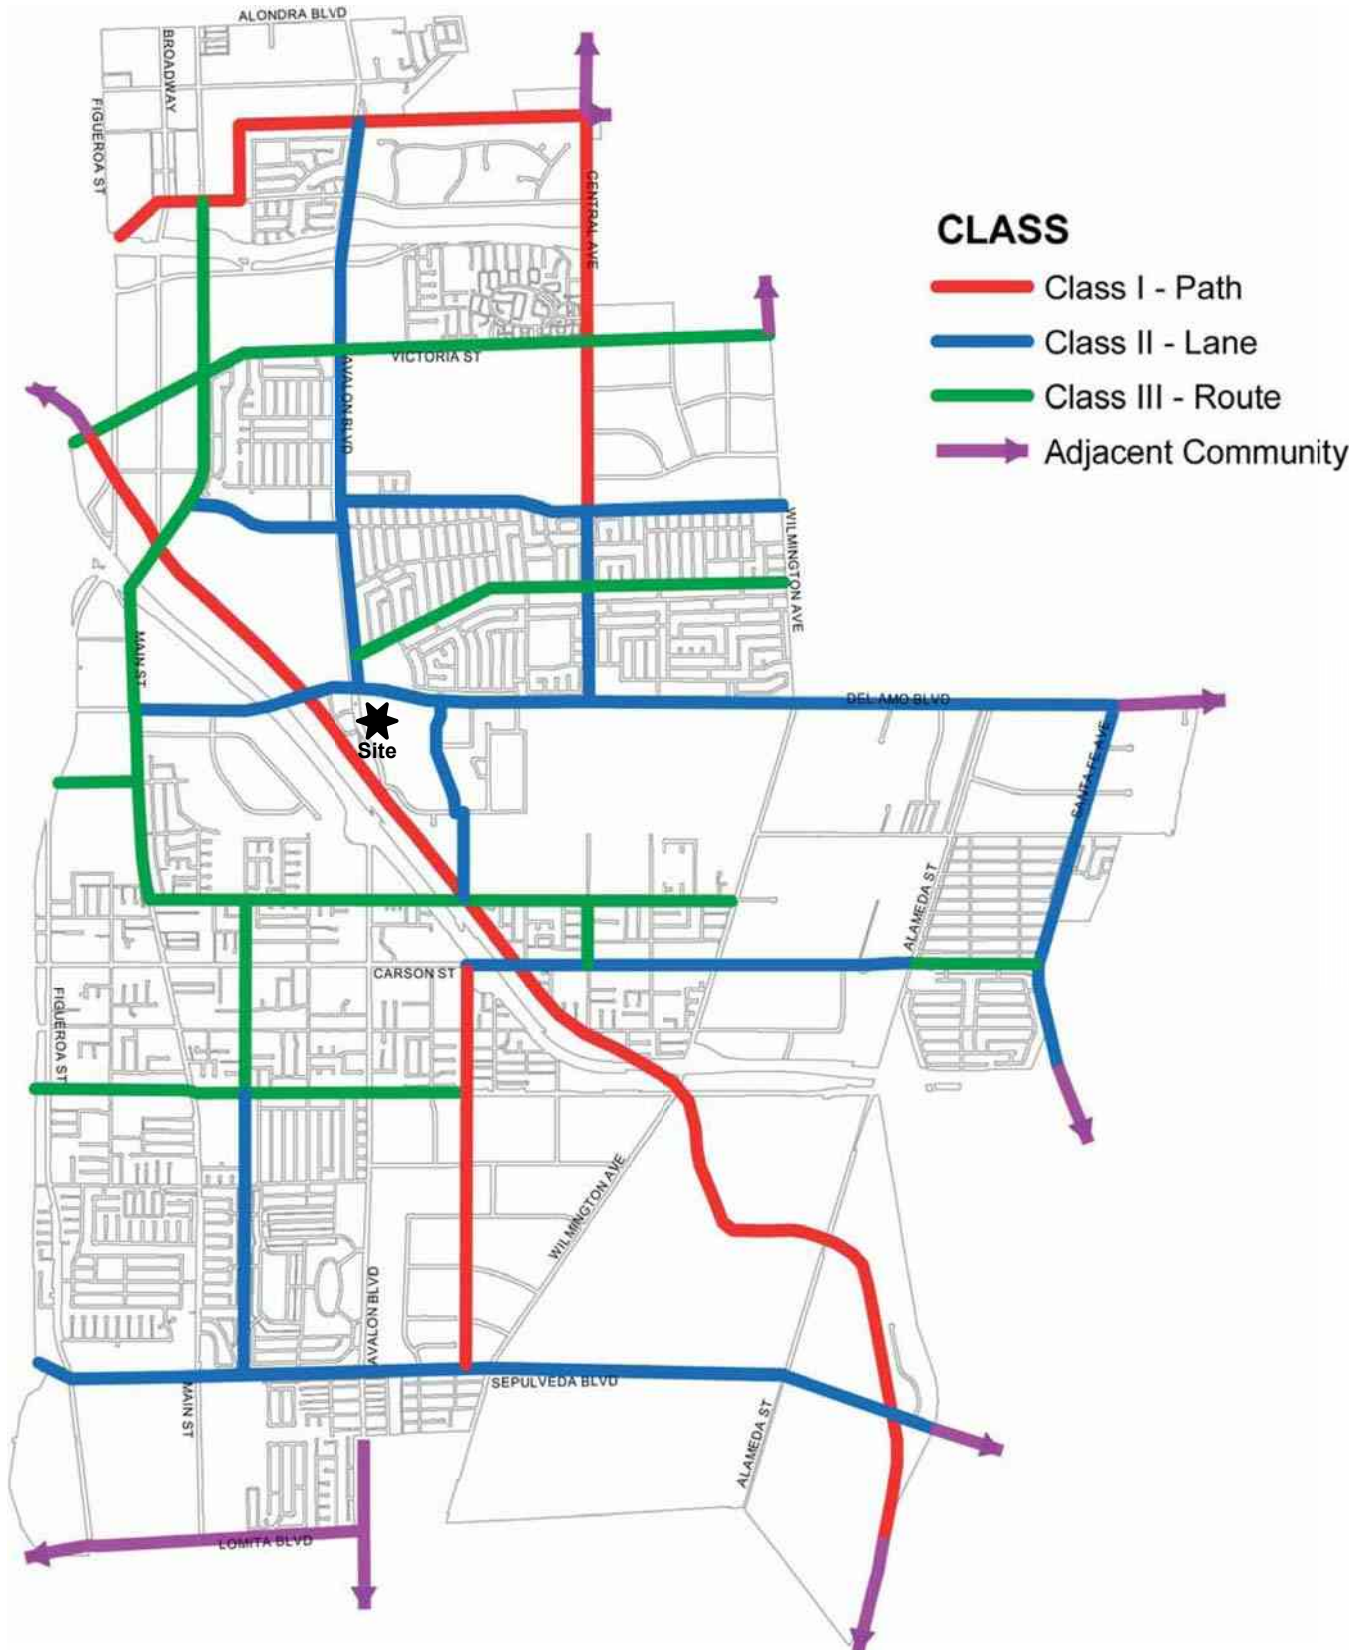 ALONDRA BLVD
BROADWAY
FIGUEROA ST
CENTRAL AVE
CLASS
Class I - Path
Class II - Lane
Class III - Route
Adjacent Community
VICTORIA ST
AVALON BLVD
WILMINGTON AVE
MAIN ST
DEL AMO BLVD
SANTA FE AVE
Site
ALAMEDA ST
CARSON ST
FIGUEROA ST
WILMINGTON AVE
AVALON BLVD
SEPULVEDA BLVD
MAIN ST
ALAMEDA ST
LOMITA BLVD